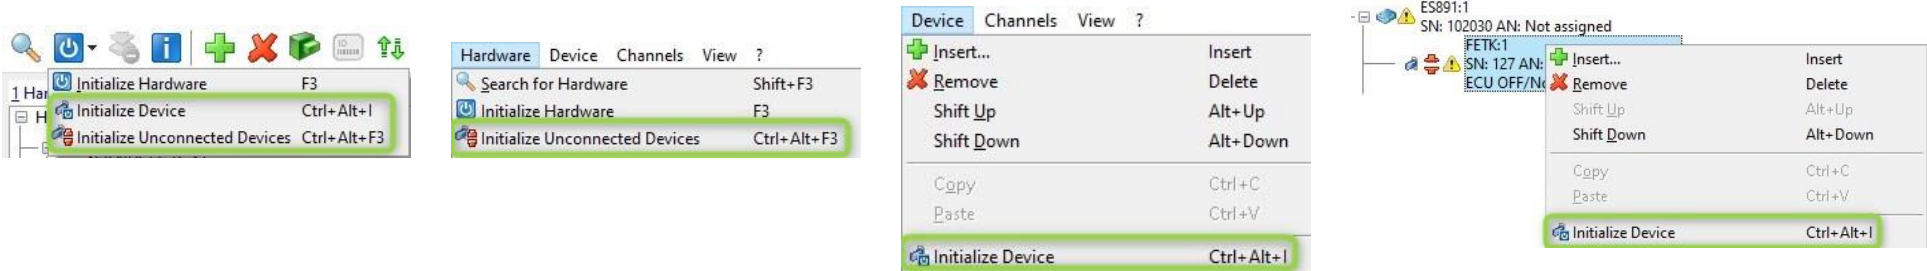 Initialize Hardware F3
1 Har
Initialize Device Ctrl+Alt+I
H
Initialize Unconnected Devices Ctrl+Alt+F3
Hardware Device Channels View ?
Search for Hardware Shift+F3
Initialize Hardware F3
Initialize Unconnected Devices Ctrl+Alt+F3
Device Channels View ?
Insert... Insert
Remove Delete
Shift Up Alt+Up
Shift Down Alt+Down
Copy Ctrl+C
Paste Ctrl+V
Initialize Device Ctrl+Alt+I
ES891:1
SN: 102030 AN: Not assigned
FETK:1
SN: 127 AN:
ECU OFF/No
Insert... Insert
Remove Delete
Shift Up Alt+Up
Shift Down Alt+Down
Copy Ctrl+C
Paste Ctrl+V
Initialize Device Ctrl+Alt+I